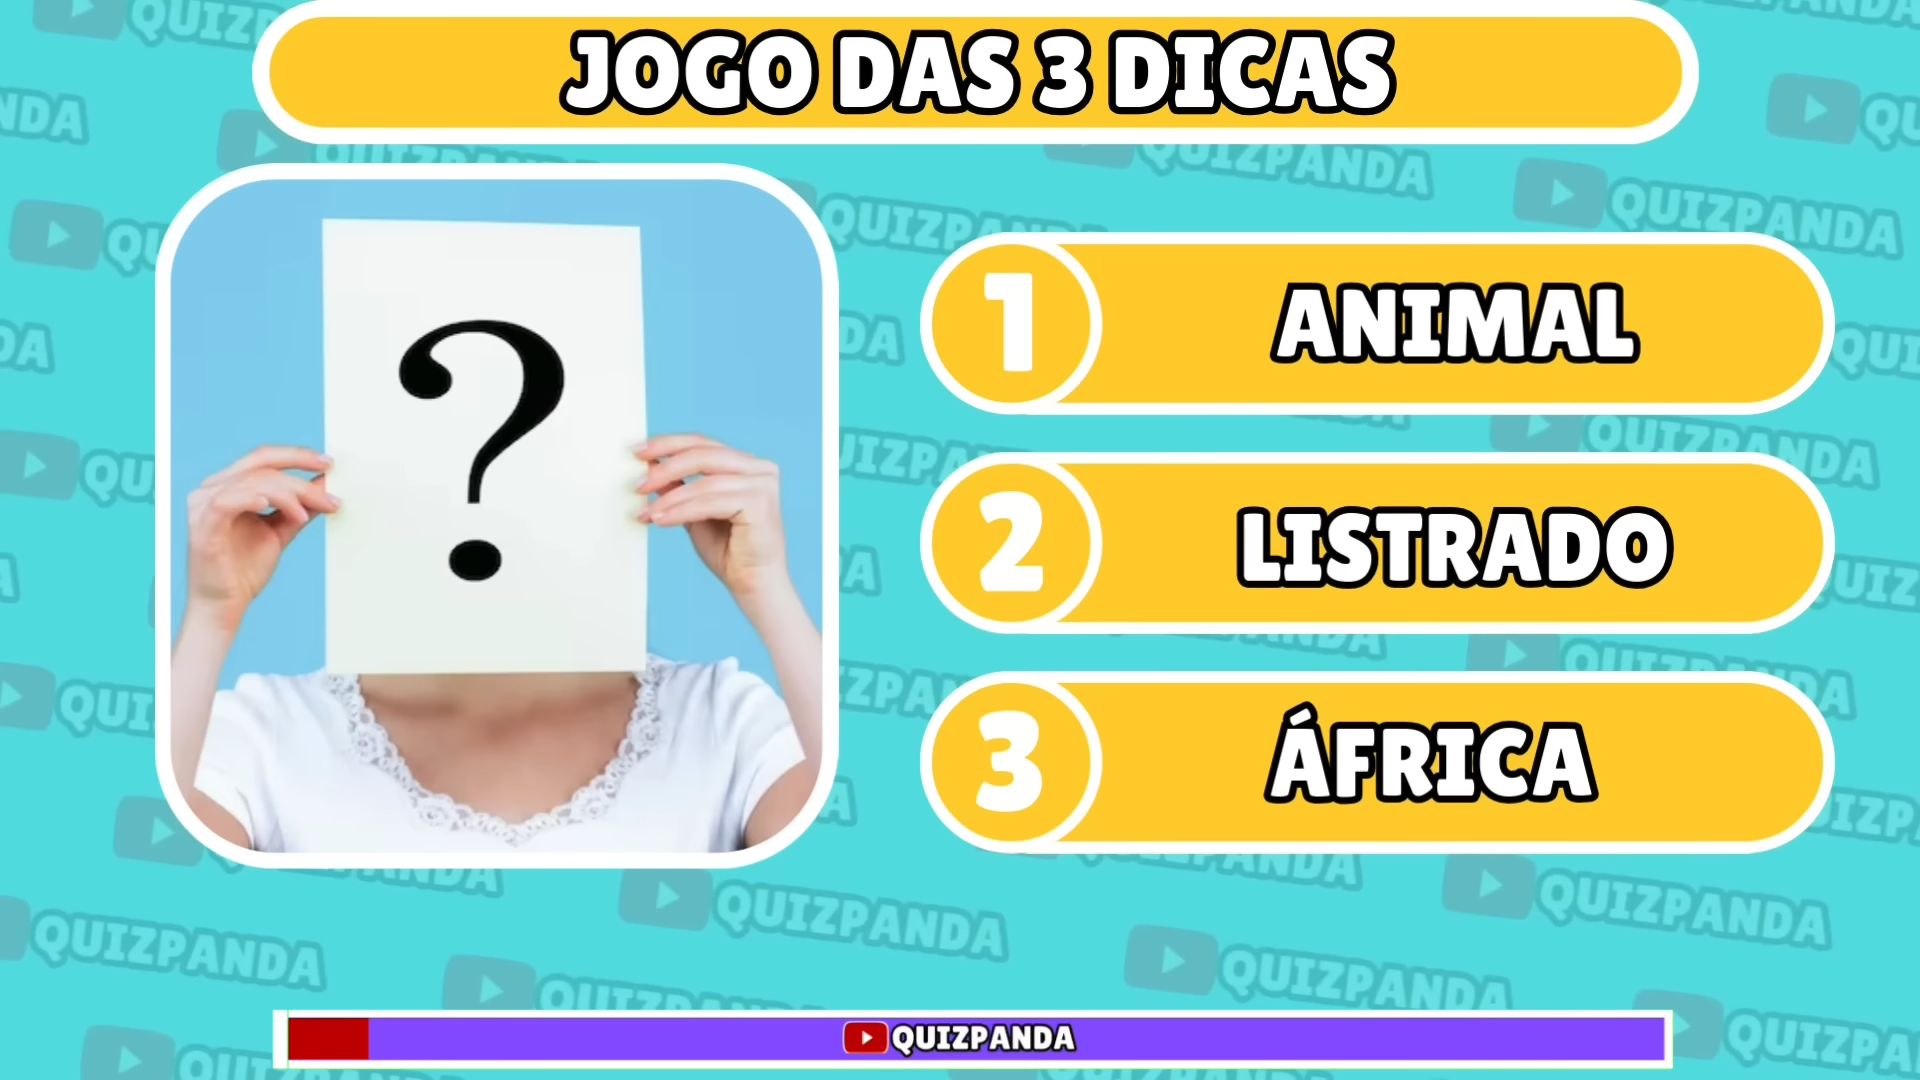 JOGO DAS 3 DICAS
?
1 ANIMAL
2 LISTRADO
3 ÁFRICA
QUIZPANDA